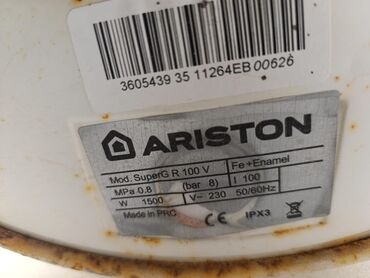 3605439 35 11264EB 00626
ARISTON
Mod. SuperG R 100 V Fe+Enamel
MPa 0.8 (bar 8) l 100
W 1500 V~ 230 50/60Hz
Made in PRC CE IPX3